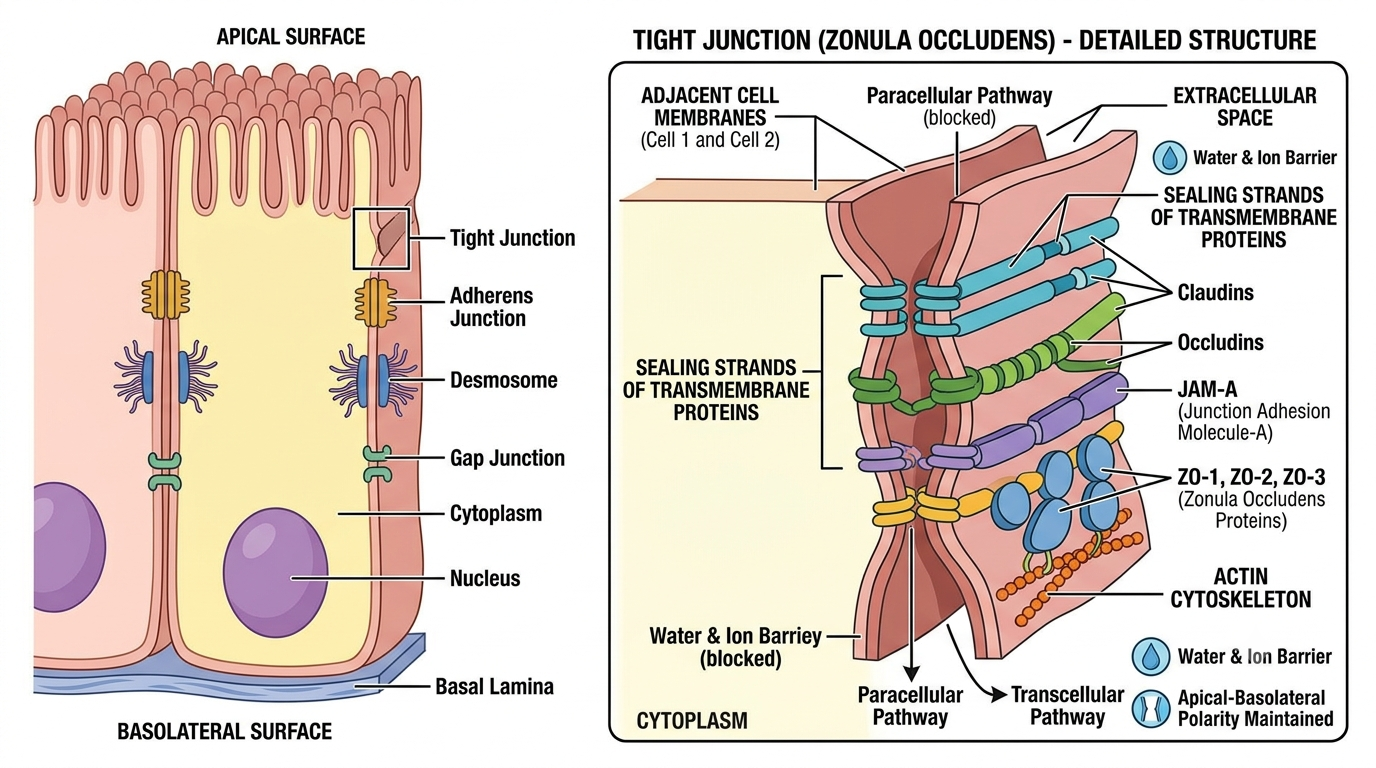 APICAL SURFACE
Tight Junction
Adherens
Junction
Desmosome
Gap Junction
Cytoplasm
Nucleus
Basal Lamina
BASOLATERAL SURFACE
TIGHT JUNCTION (ZONULA OCCLUDENS) - DETAILED STRUCTURE
ADJACENT CELL
MEMBRANES
(Cell 1 and Cell 2)
Paracellular Pathway
(blocked)
EXTRACELLULAR
SPACE
Water & Ion Barrier
SEALING STRANDS
OF TRANSMEMBRANE
PROTEINS
Claudins
Occludins
SEALING STRANDS
OF TRANSMEMBRANE
PROTEINS
JAM-A
(Junction Adhesion
Molecule-A)
ZO-1, ZO-2, ZO-3
(Zonula Occludens
Proteins)
ACTIN
CYTOSKELETON
Water & Ion Barriey
(blocked)
Paracellular
Pathway
Transcellular
Pathway
Water & Ion Barrier
Apical-Basolateral
Polarity Maintained
CYTOPLASM